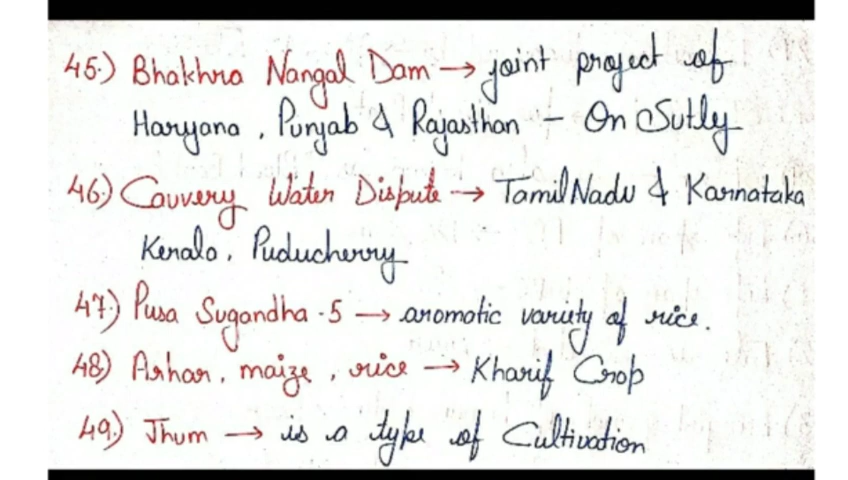 45.) Bhakhra Nangal Dam → joint project of
Haryana, Punjab & Rajasthan - On Sutly
46.) Cauvery Water Dispute → Tamil Nadu & Karnataka
Kerala, Puducherry
47.) Pusa Sugandha-5 → aromatic variety of rice.
48) Arhar, maize, rice → Kharif Crop
49.) Jhum → is a type of Cultivation